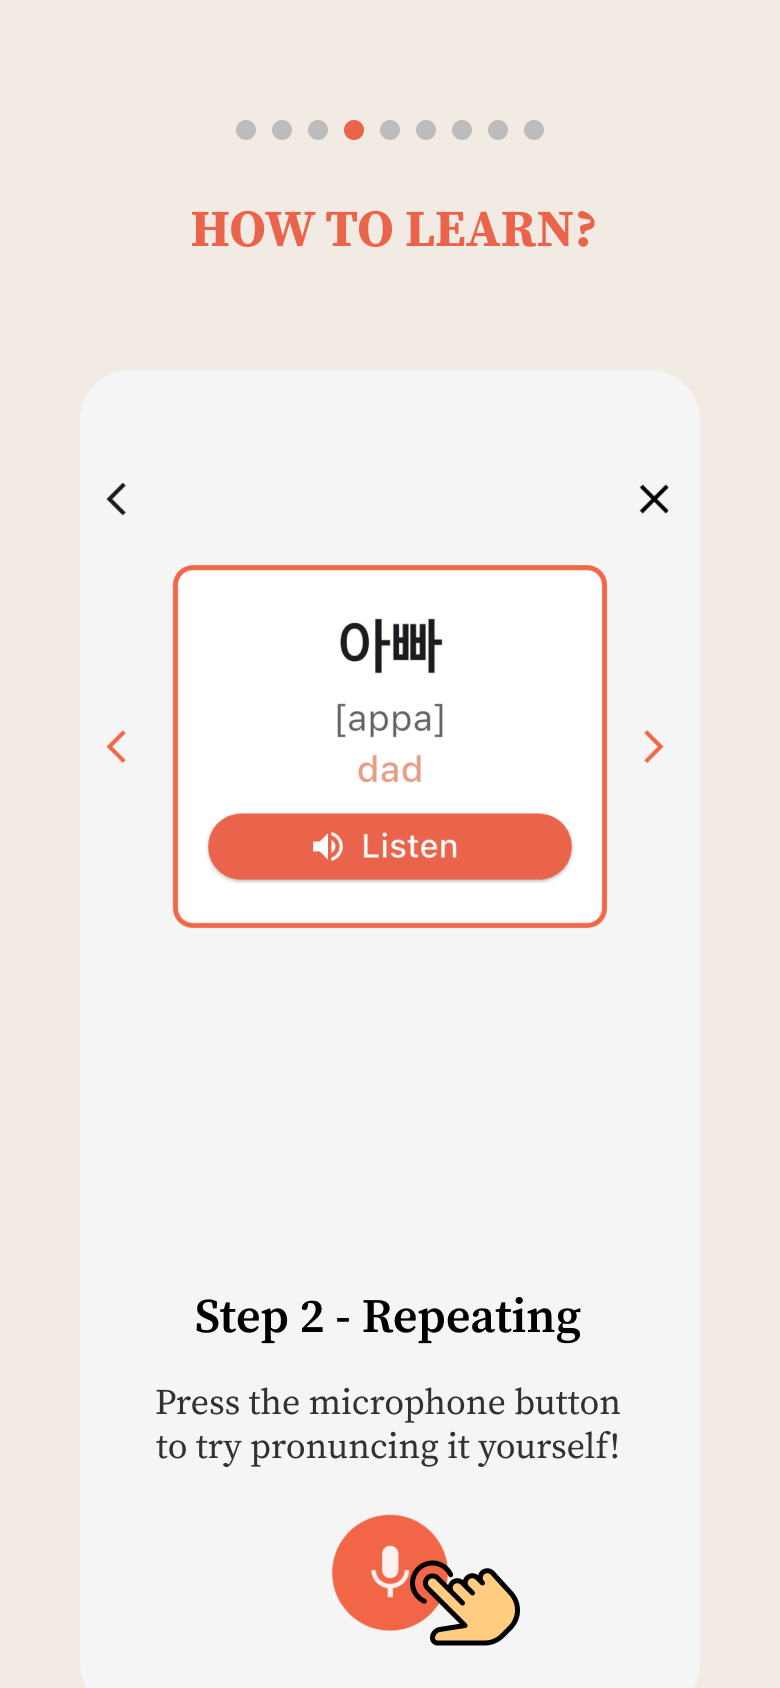 HOW TO LEARN?
아빠
[appa]
dad
Listen
Step 2 - Repeating
Press the microphone button
to try pronuncing it yourself!